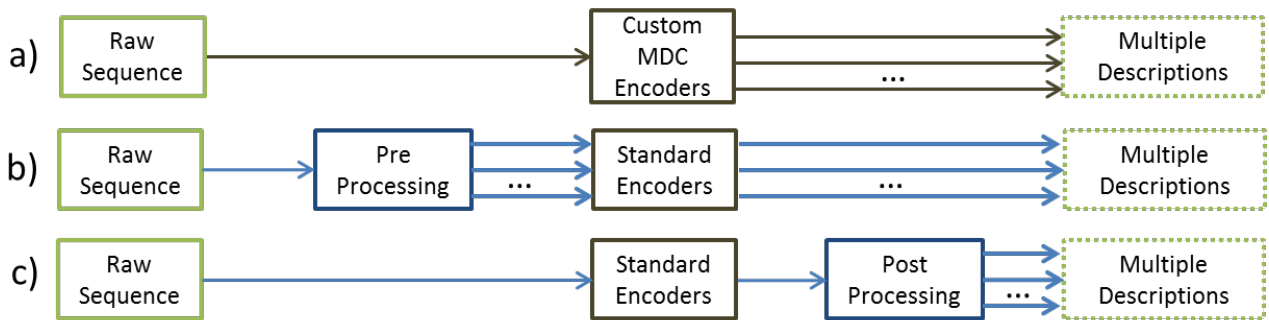 a)
Raw
Sequence
Custom
MDC
Encoders
...
Multiple
Descriptions
b)
Raw
Sequence
Pre
Processing
...
Standard
Encoders
...
Multiple
Descriptions
c)
Raw
Sequence
Standard
Encoders
Post
Processing
...
Multiple
Descriptions